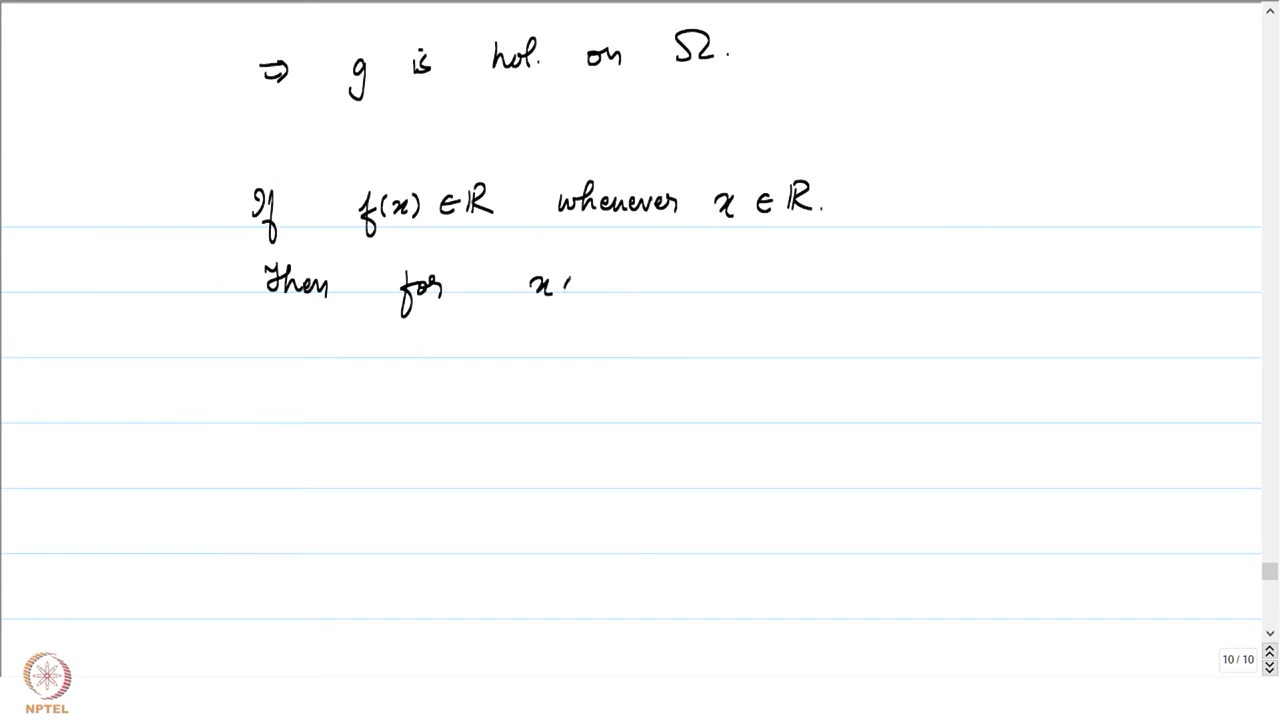 ⇒ g is hol. on Ω.
If f(x) ∈ ℝ whenever x ∈ ℝ.
Then for x
10 / 10
NPTEL